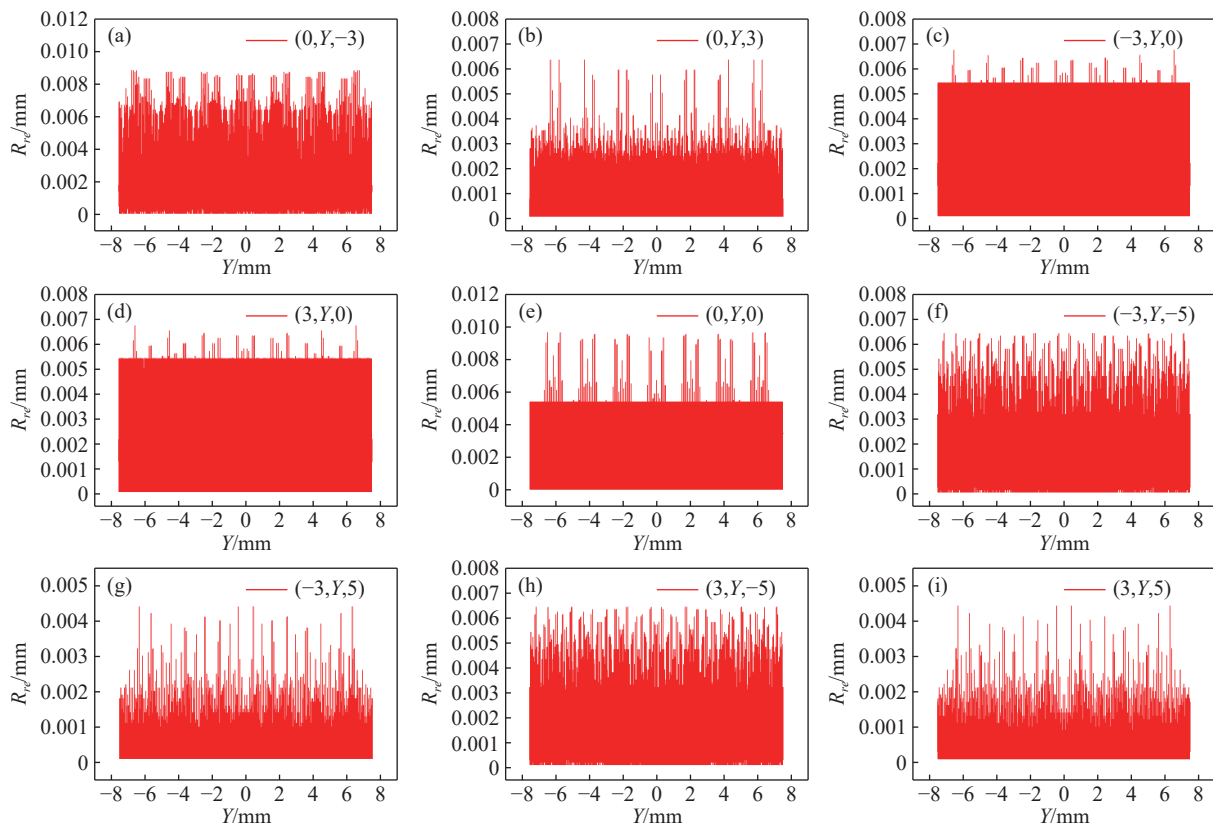 0.012
(a)
(0,Y,−3)
0.010
0.008
0.006
0.004
0.002
0
R_re/mm
−8 −6 −4 −2 0 2 4 6 8
Y/mm
0.008
(b)
(0,Y,3)
0.007
0.006
0.005
0.004
0.003
0.002
0.001
0
R_re/mm
−8 −6 −4 −2 0 2 4 6 8
Y/mm
0.008
(c)
(−3,Y,0)
0.007
0.006
0.005
0.004
0.003
0.002
0.001
0
R_re/mm
−8 −6 −4 −2 0 2 4 6 8
Y/mm
0.008
(d)
(3,Y,0)
0.007
0.006
0.005
0.004
0.003
0.002
0.001
0
R_re/mm
−8 −6 −4 −2 0 2 4 6 8
Y/mm
0.012
(e)
(0,Y,0)
0.010
0.008
0.006
0.004
0.002
0
R_re/mm
−8 −6 −4 −2 0 2 4 6 8
Y/mm
0.008
(f)
(−3,Y,−5)
0.007
0.006
0.005
0.004
0.003
0.002
0.001
0
R_re/mm
−8 −6 −4 −2 0 2 4 6 8
Y/mm
0.005
(g)
(−3,Y,5)
0.004
0.003
0.002
0.001
0
R_re/mm
−8 −6 −4 −2 0 2 4 6 8
Y/mm
0.008
(h)
(3,Y,−5)
0.007
0.006
0.005
0.004
0.003
0.002
0.001
0
R_re/mm
−8 −6 −4 −2 0 2 4 6 8
Y/mm
0.005
(i)
(3,Y,5)
0.004
0.003
0.002
0.001
0
R_re/mm
−8 −6 −4 −2 0 2 4 6 8
Y/mm